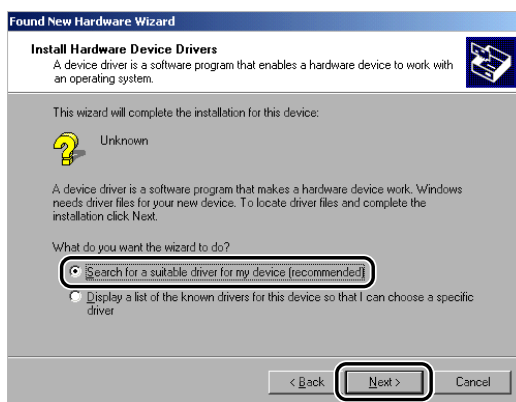 Found New Hardware Wizard
Install Hardware Device Drivers
A device driver is a software program that enables a hardware device to work with
an operating system.
This wizard will complete the installation for this device:
Unknown
A device driver is a software program that makes a hardware device work. Windows
needs driver files for your new device. To locate driver files and complete the
installation click Next.
What do you want the wizard to do?
Search for a suitable driver for my device (recommended)
Display a list of the known drivers for this device so that I can choose a specific
driver
< Back Next > Cancel